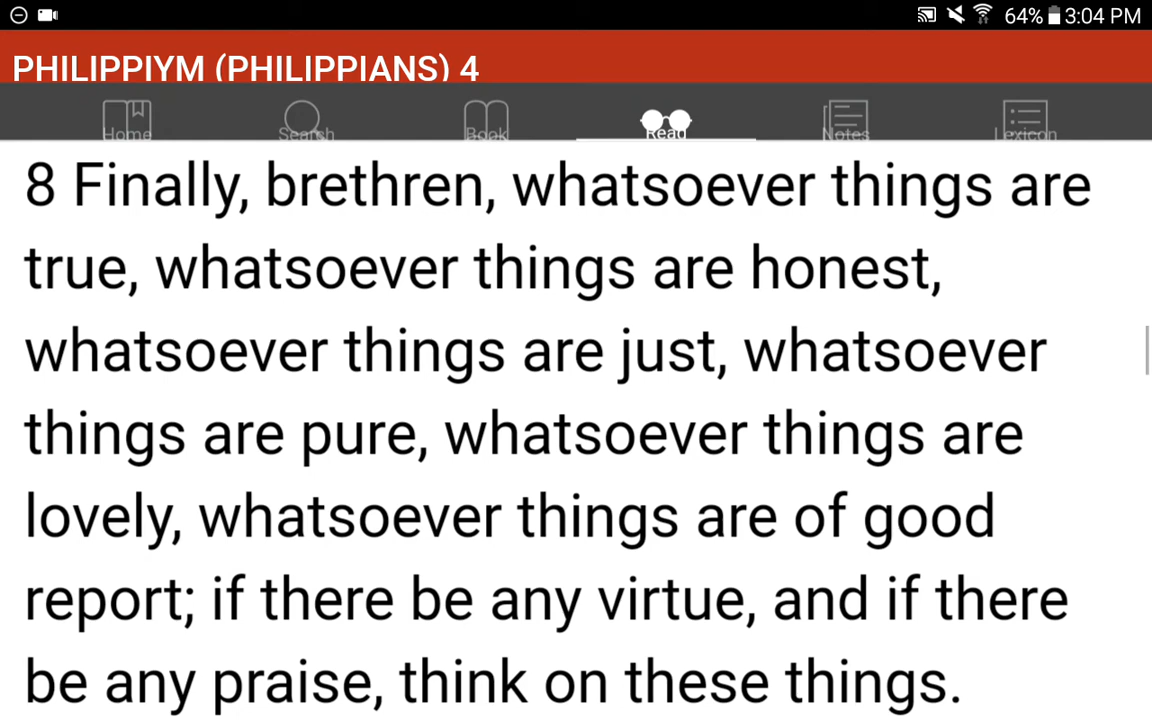 64% 3:04 PM
PHILIPPIYM (PHILIPPIANS) 4
Home Search Book Read Notes Lexicon
8 Finally, brethren, whatsoever things are
true, whatsoever things are honest,
whatsoever things are just, whatsoever
things are pure, whatsoever things are
lovely, whatsoever things are of good
report; if there be any virtue, and if there
be any praise, think on these things.